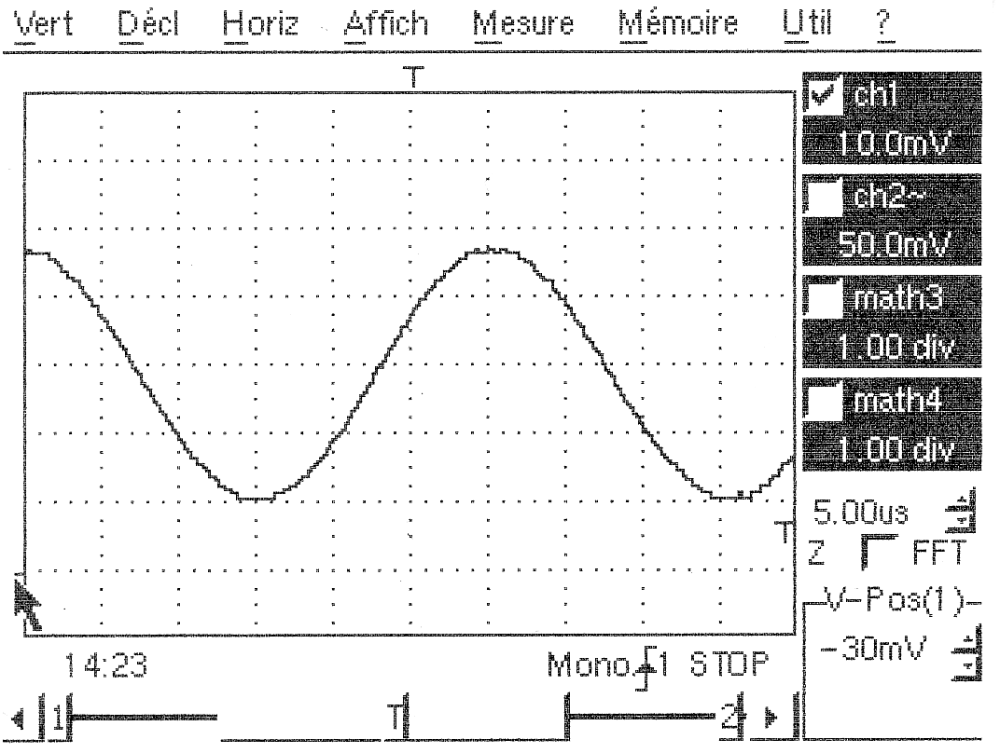 Vert Décl Horiz Affich Mesure Mémoire Util ?
T
ch1
10.0mV
ch2~
50.0mV
math3
1.00 div
math4
1.00 div
5.00us
T
Z FFT
V-Pos(1)
-30mV
14:23 Mono. 1 STOP
1 T 2